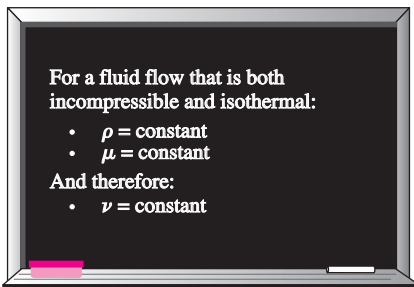 For a fluid flow that is both
incompressible and isothermal:
• ρ = constant
• μ = constant
And therefore:
• ν = constant